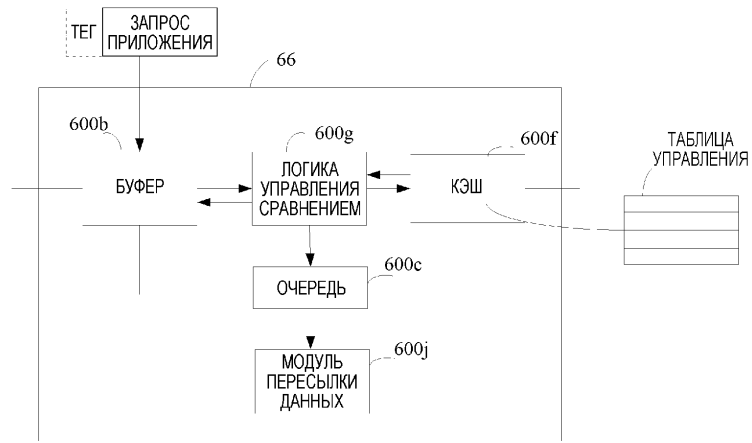 ТЕГ
ЗАПРОС
ПРИЛОЖЕНИЯ
66
600b
600g
600f
ТАБЛИЦА
УПРАВЛЕНИЯ
БУФЕР
ЛОГИКА
УПРАВЛЕНИЯ
СРАВНЕНИЕМ
КЭШ
600c
ОЧЕРЕДЬ
600j
МОДУЛЬ
ПЕРЕСЫЛКИ
ДАННЫХ